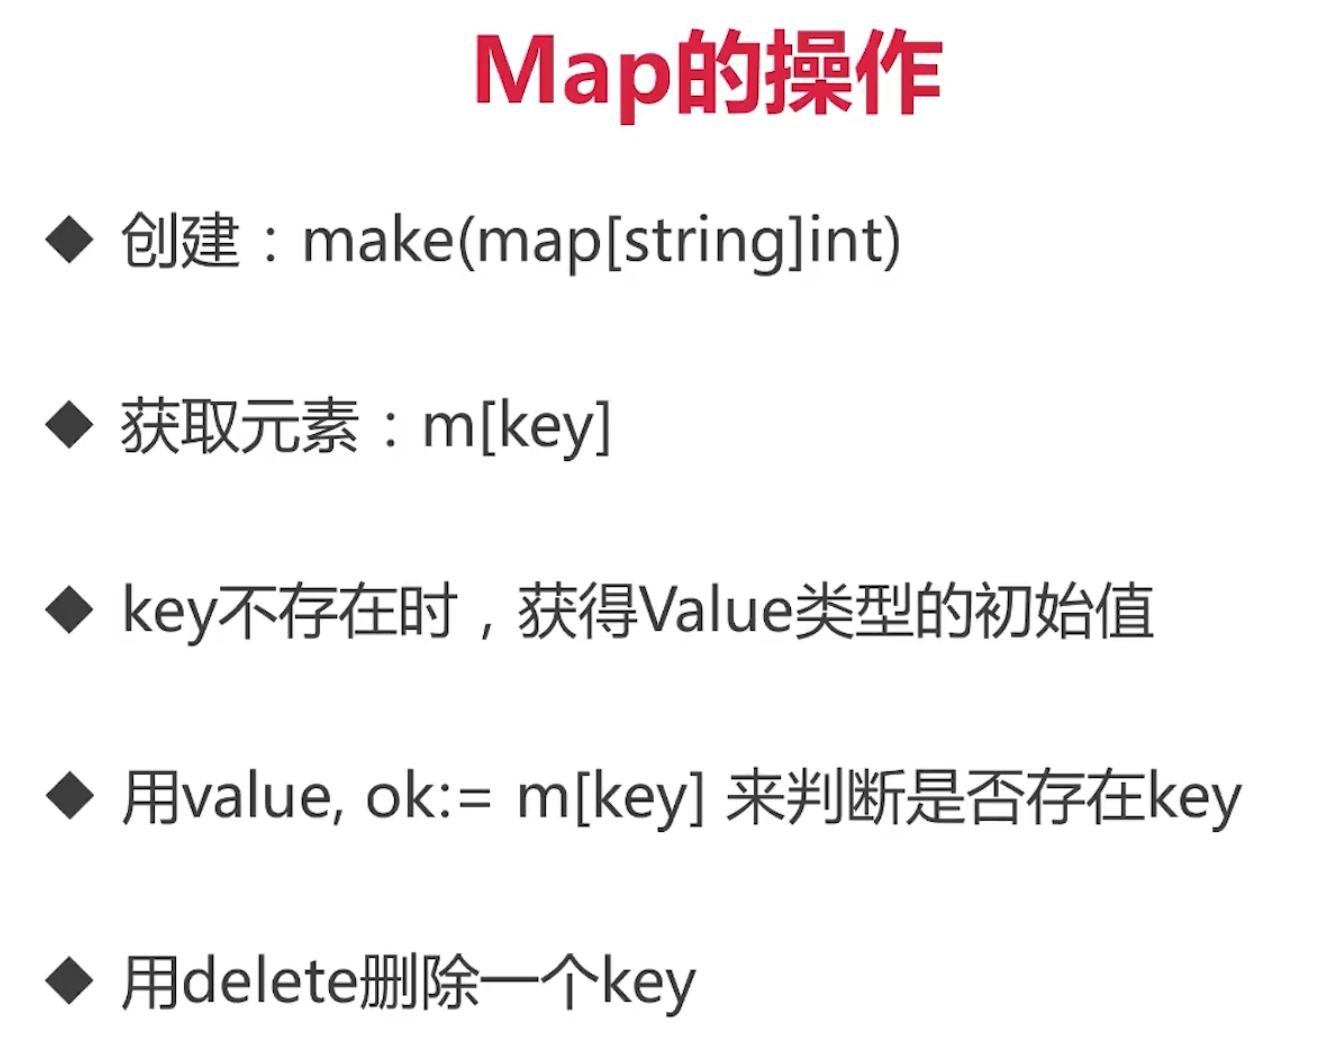 Map的操作
◆ 创建：make(map[string]int)
◆ 获取元素：m[key]
◆ key不存在时，获得Value类型的初始值
◆ 用value, ok:= m[key] 来判断是否存在key
◆ 用delete删除一个key